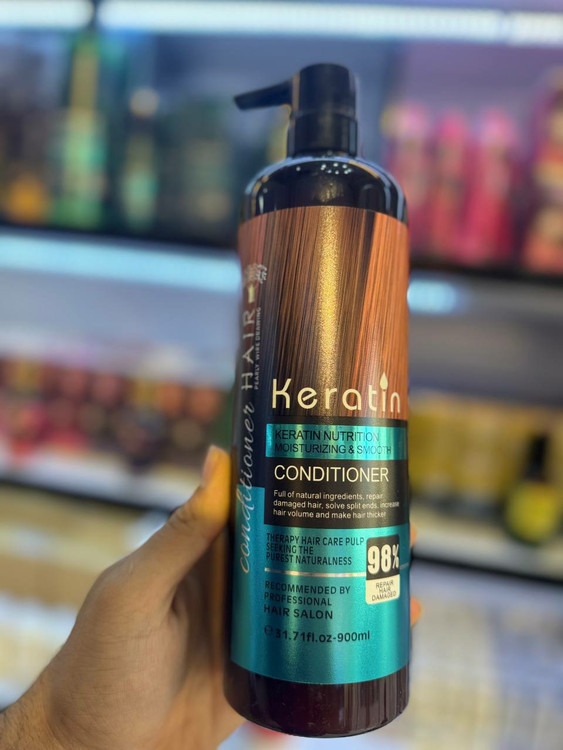 Keratin
KERATIN NUTRITION
MOISTURIZING & SMOOTH
CONDITIONER
Full of natural ingredients, repair
damaged hair, solve split ends, increase
hair volume and make hair thicker
THERAPY HAIR CARE PULP
SEEKING THE
PUREST NATURALNESS
98%
REPAIR
HAIR
DAMAGED
RECOMMENDED BY
PROFESSIONAL
HAIR SALON
℮31.71fl.oz-900ml
conditioner HAIR